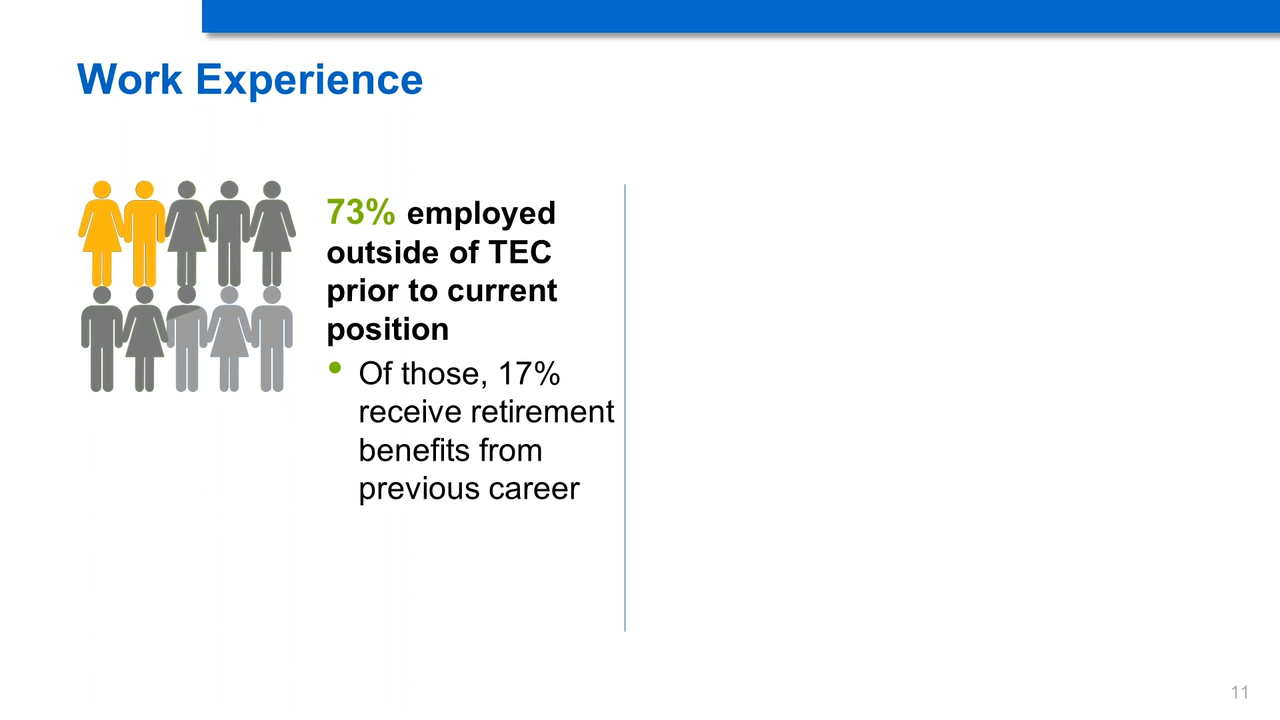 Work Experience
73% employed
outside of TEC
prior to current
position
• Of those, 17%
receive retirement
benefits from
previous career
11